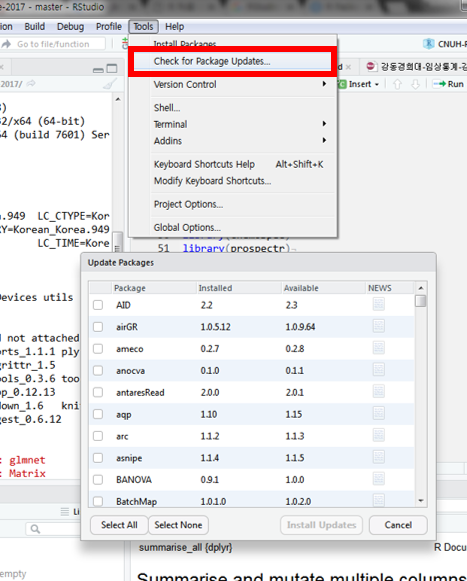 e-2017 - master - RStudio
ion Build Debug Profile Tools Help
Go to file/function
Install Packages
Check for Package Updates...
CNUH-R
강동경희대-임상통계-김
2017/
Version Control
Insert
Run
Shell...
Terminal
Addins
Keyboard Shortcuts Help Alt+Shift+K
Modify Keyboard Shortcuts...
Project Options...
Global Options...
32/x64 (64-bit)
64 (build 7601) Ser
.949 LC_CTYPE=Kor
RY=Korean_Korea.949
LC_TIME=Kore
51 library(prospectr)
Update Packages
Package Installed Available NEWS
AID 2.2 2.3
airGR 1.0.5.12 1.0.9.64
ameco 0.2.7 0.2.8
anocva 0.1.0 0.1.1
antaresRead 2.0.0 2.0.1
aqp 1.10 1.15
arc 1.1.2 1.1.3
asnipe 1.1.4 1.1.5
BANOVA 0.9.1 1.0.0
BatchMap 1.0.1.0 1.0.2.0
Select All Select None Install Updates Cancel
Devices utils
d not attached
orts_1.1.1 ply
grittr_1.5
ools_0.3.6 too
pp_0.12.13
down_1.6 kni
gest_0.6.12
: glmnet
: Matrix
Li
empty
summarise_all {dplyr} R Docu
Summarise and mutate multiple columns